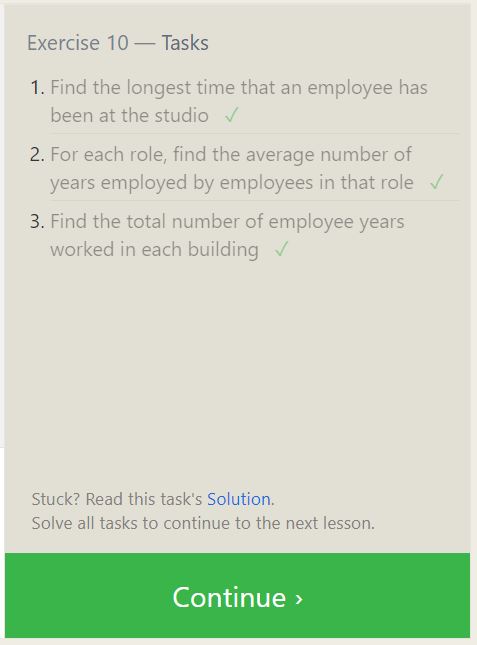 Exercise 10 — Tasks
1. Find the longest time that an employee has
been at the studio ✓
2. For each role, find the average number of
years employed by employees in that role ✓
3. Find the total number of employee years
worked in each building ✓
Stuck? Read this task's Solution.
Solve all tasks to continue to the next lesson.
Continue ›